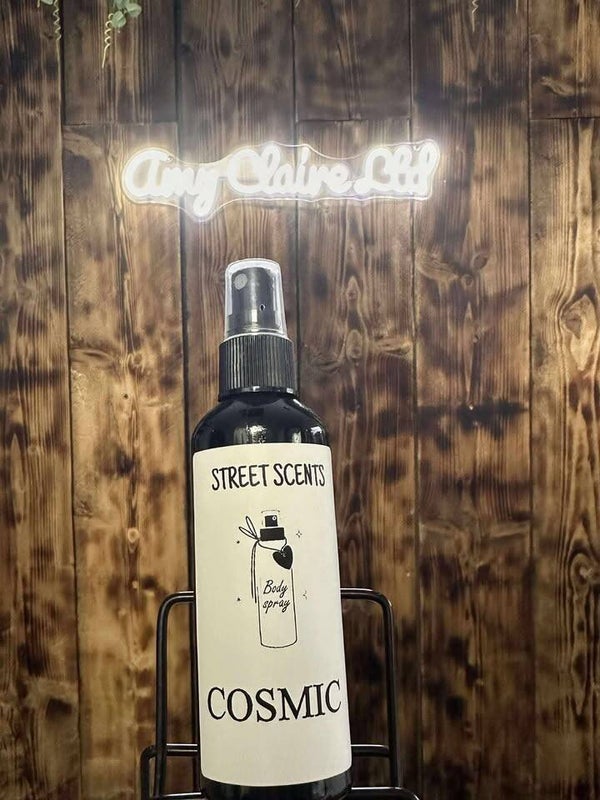 Amy Claire Ltd
STREET SCENTS
Body
spray
COSMIC